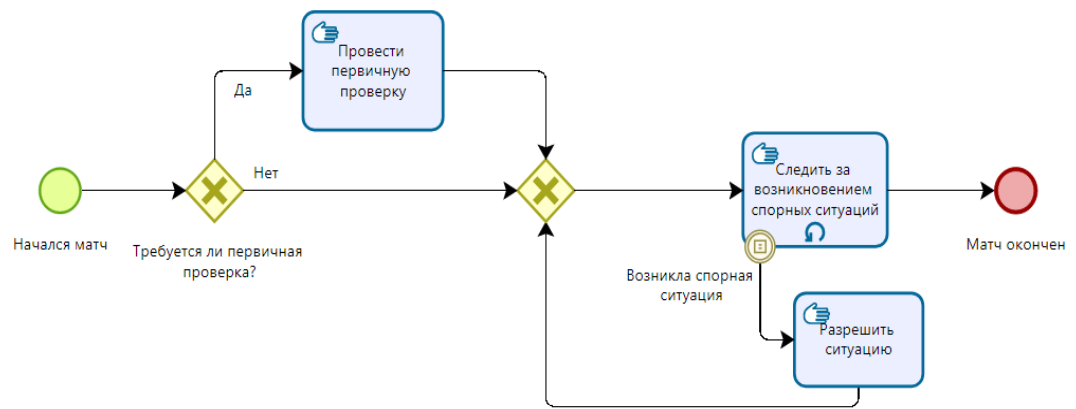 Провести
первичную
проверку
Да
Нет
Следить за
возникновением
спорных ситуаций
Начался матч
Требуется ли первичная
проверка?
Матч окончен
Возникла спорная
ситуация
Разрешить
ситуацию